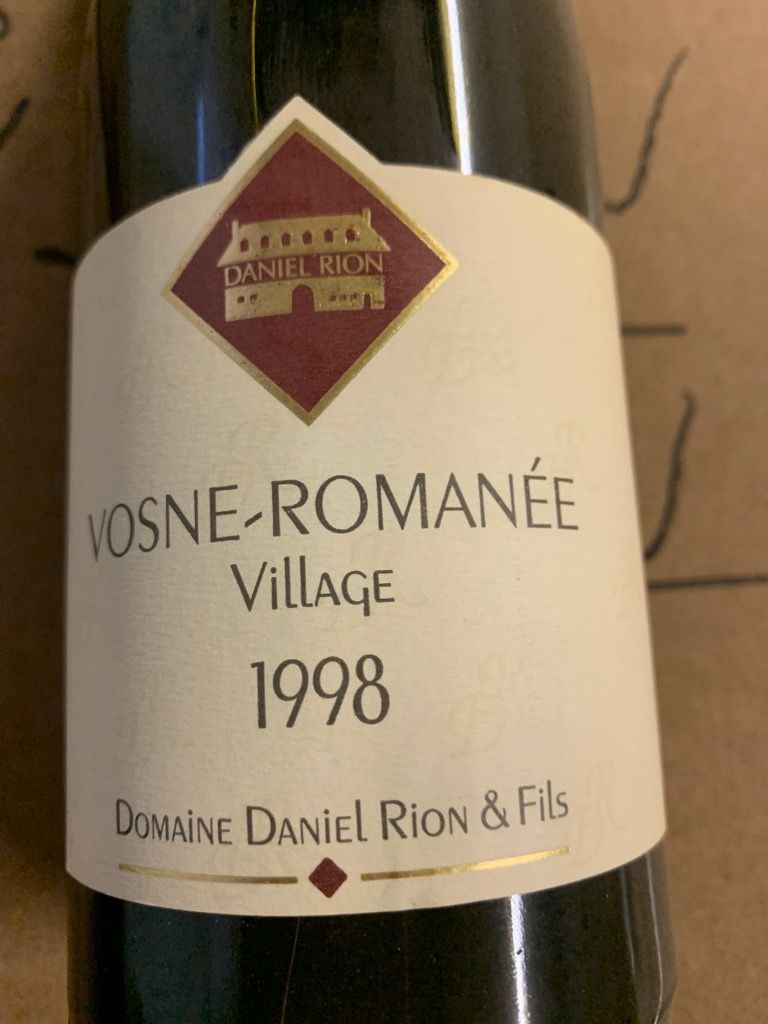 DANIEL RION
VOSNE-ROMANÉE
VillAGE
1998
DOMAiNE DANiEl RiON & Fils